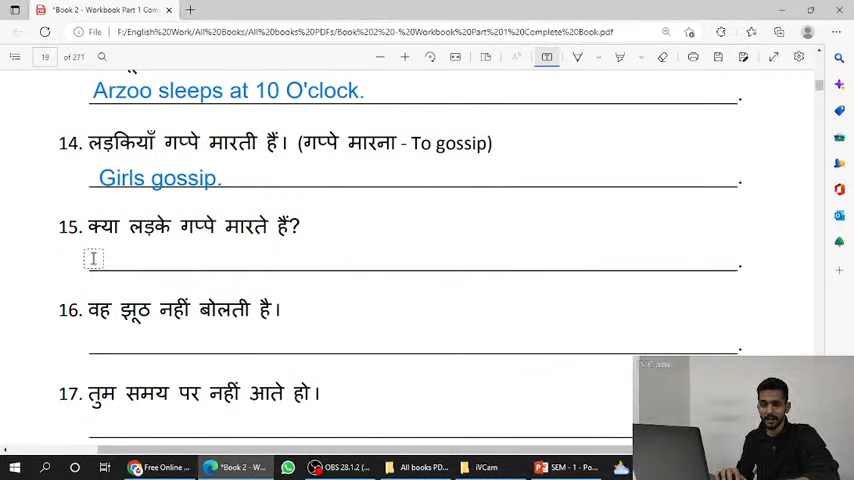 *Book 2 - Workbook Part 1 Com
File
F:/English%20Work/All%20Books/All%20books%20PDFs/Book%202%20-%20Workbook%20Part%201%20Complete%20Book.pdf
19 of 271
Arzoo sleeps at 10 O'clock.
14. लड़कियाँ गप्पे मारती हैं। (गप्पे मारना - To gossip)
Girls gossip.
15. क्या लड़के गप्पे मारते हैं?
16. वह झूठ नहीं बोलती है।
17. तुम समय पर नहीं आते हो।
iVCam
Free Online ...
*Book 2 - W...
OBS 28.1.2 (...
All books PD...
iVCam
SEM - 1 - Po...